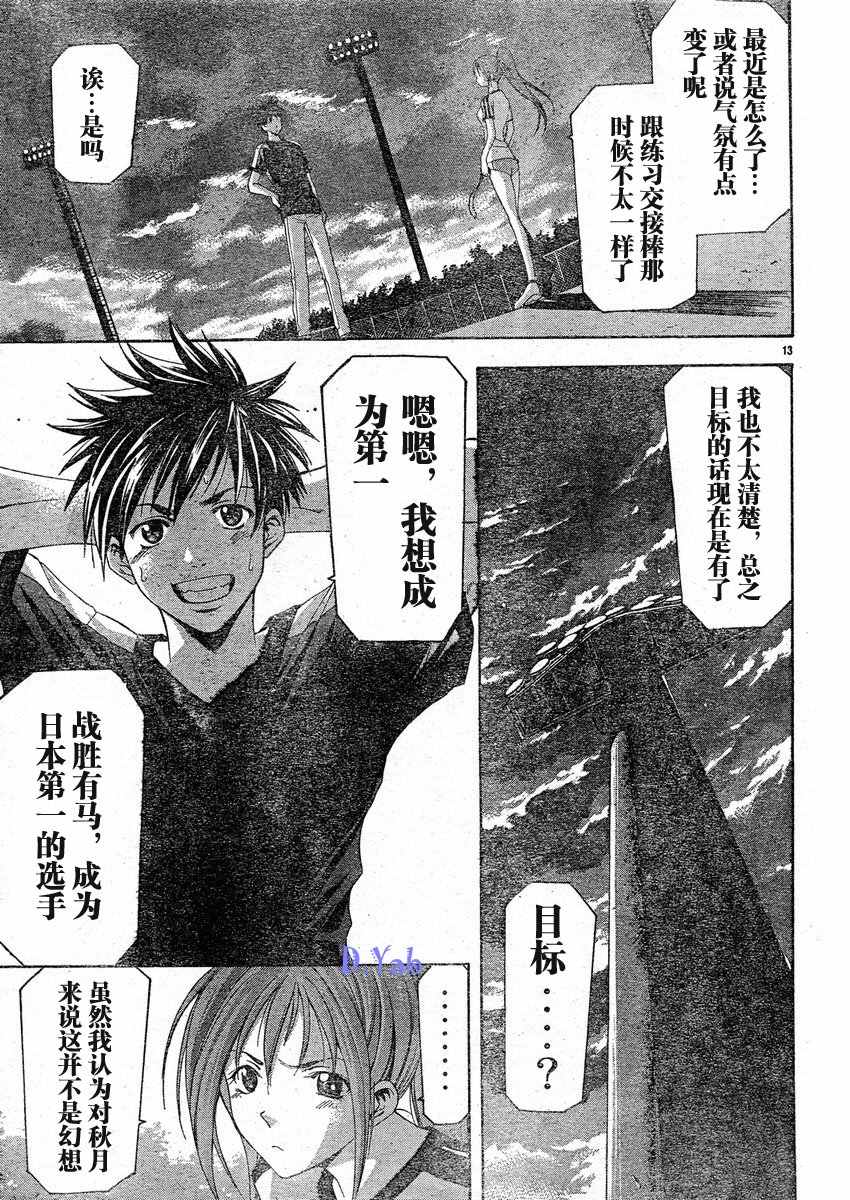 最近是怎么了…
或者说气氛有点
变了呢
跟练习交接棒那
时候不太一样了
诶…是吗
13
我也不太清楚，总之
目标的话现在是有了
目标....？
嗯嗯，我想成
为第一
战胜有马，成为
日本第一的选手
.......
虽然我认为对秋月
来说这并不是幻想
D.Yab